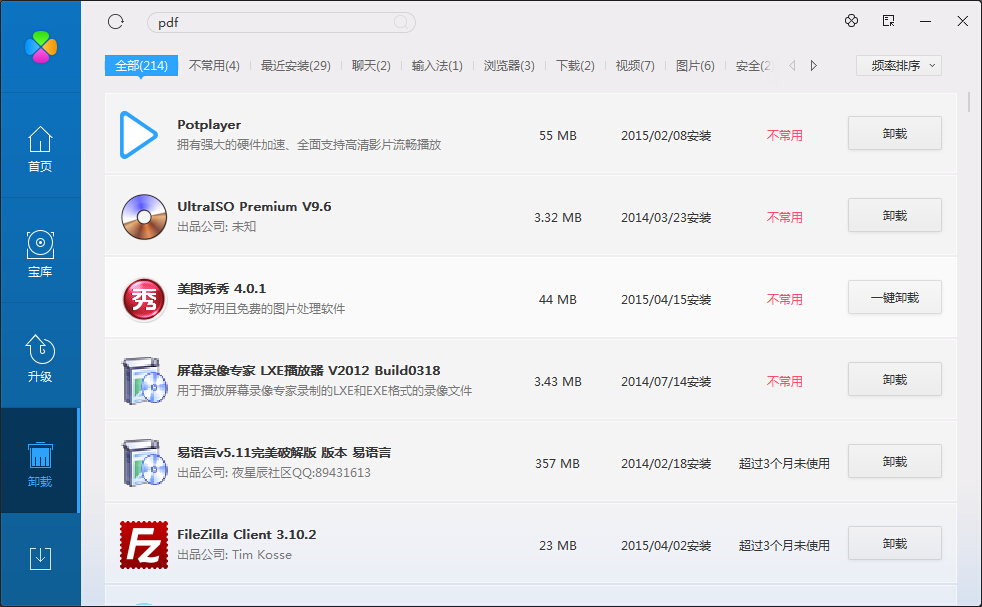 pdf
全部(214) 不常用(4) 最近安装(29) 聊天(2) 输入法(1) 浏览器(3) 下载(2) 视频(7) 图片(6) 安全(2 频率排序
首页
宝库
升级
卸载
Potplayer
拥有强大的硬件加速、全面支持高清影片流畅播放
55 MB 2015/02/08安装 不常用 卸载
UltraISO Premium V9.6
出品公司: 未知
3.32 MB 2014/03/23安装 不常用 卸载
秀
美图秀秀 4.0.1
一款好用且免费的图片处理软件
44 MB 2015/04/15安装 不常用 一键卸载
屏幕录像专家 LXE播放器 V2012 Build0318
用于播放屏幕录像专家录制的LXE和EXE格式的录像文件
3.43 MB 2014/07/14安装 不常用 卸载
易语言v5.11完美破解版 版本 易语言
出品公司: 夜星辰社区QQ:89431613
357 MB 2014/02/18安装 超过3个月未使用 卸载
Fz
FileZilla Client 3.10.2
出品公司: Tim Kosse
23 MB 2015/04/02安装 超过3个月未使用 卸载